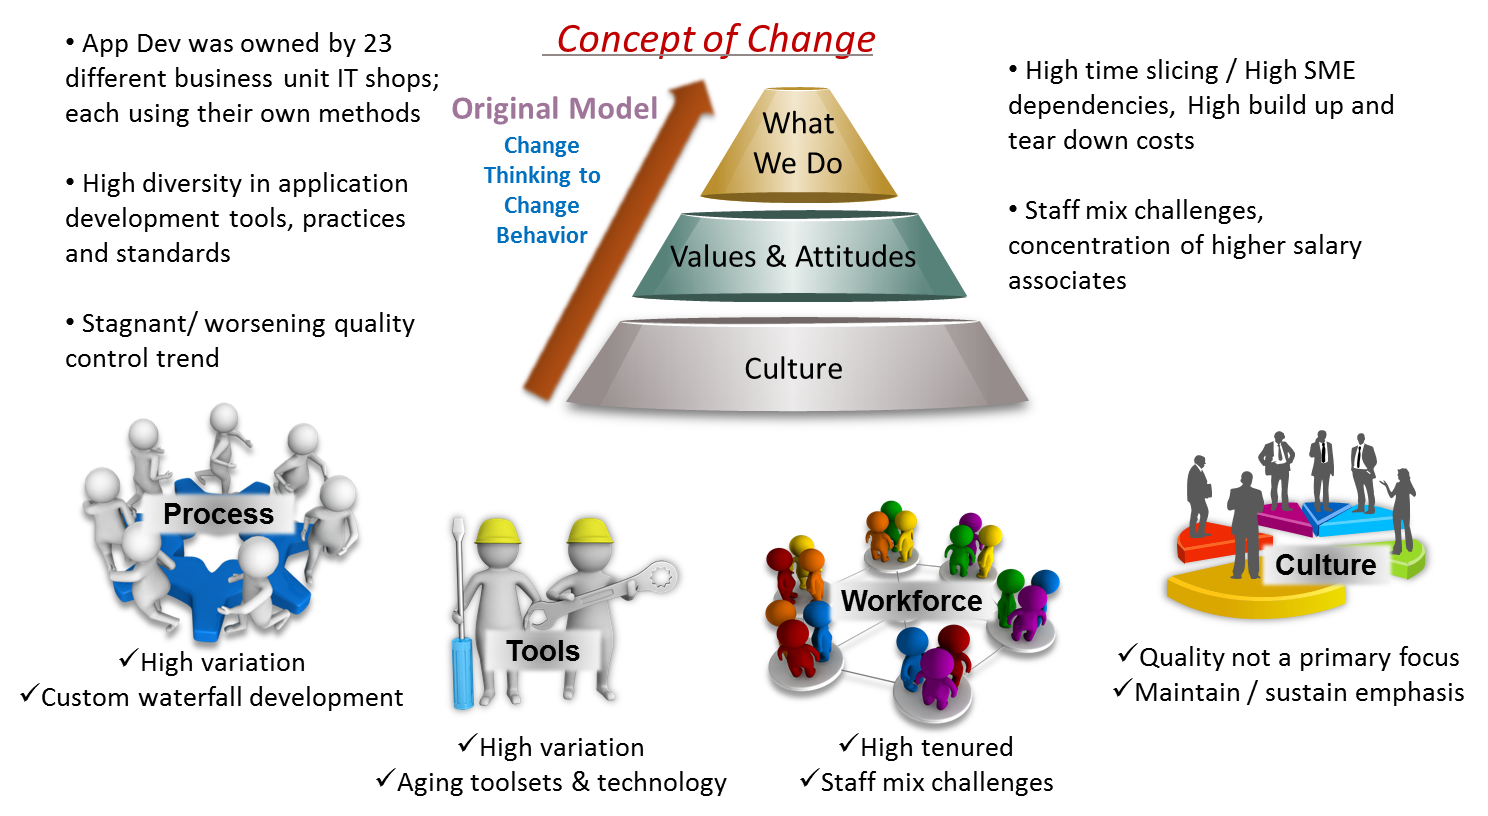 Concept of Change
• App Dev was owned by 23
different business unit IT shops;
each using their own methods
• High diversity in application
development tools, practices
and standards
• Stagnant/ worsening quality
control trend
Original Model
Change
Thinking to
Change
Behavior
What
We Do
Values & Attitudes
Culture
• High time slicing / High SME
dependencies, High build up and
tear down costs
• Staff mix challenges,
concentration of higher salary
associates
Process
✓High variation
✓Custom waterfall development
Tools
✓High variation
✓Aging toolsets & technology
Workforce
✓High tenured
✓Staff mix challenges
Culture
✓Quality not a primary focus
✓Maintain / sustain emphasis